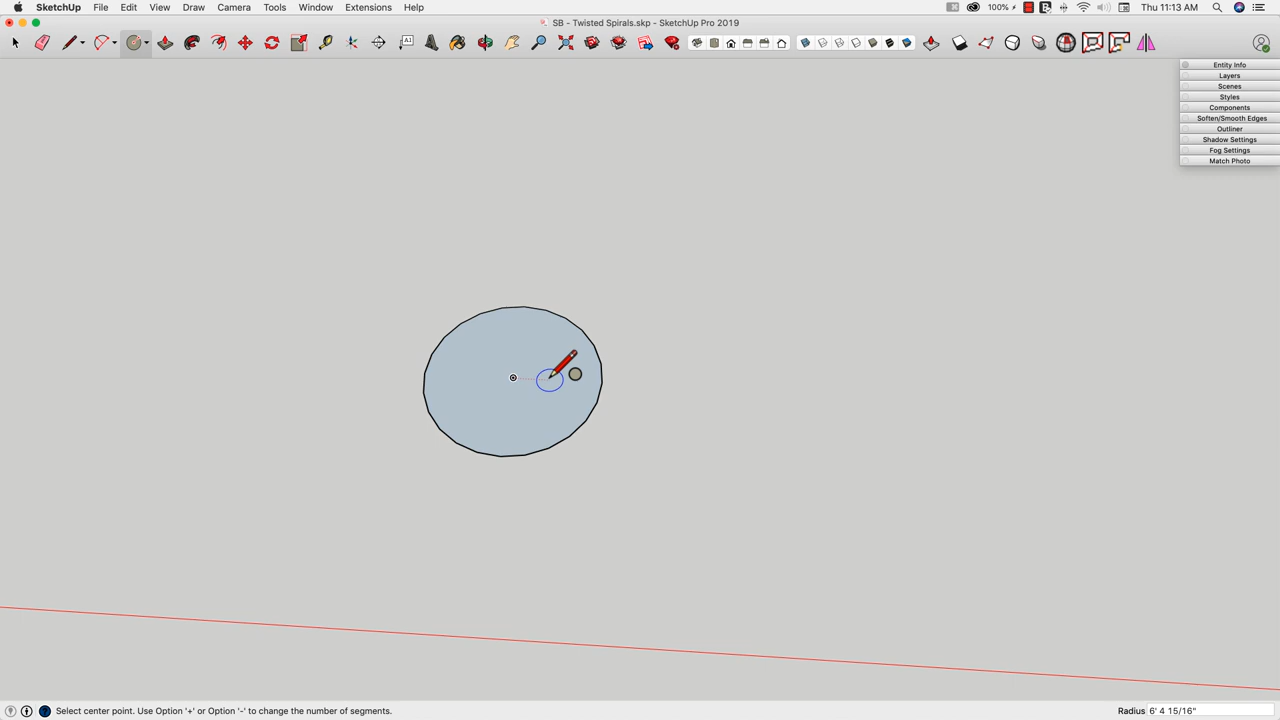 SketchUp File Edit View Draw Camera Tools Window Extensions Help 100% Thu 11:13 AM
SB - Twisted Spirals.skp - SketchUp Pro 2019
A1
Entity Info
Layers
Scenes
Styles
Components
Soften/Smooth Edges
Outliner
Shadow Settings
Fog Settings
Match Photo
Select center point. Use Option '+' or Option '-' to change the number of segments. Radius 6' 4 15/16"